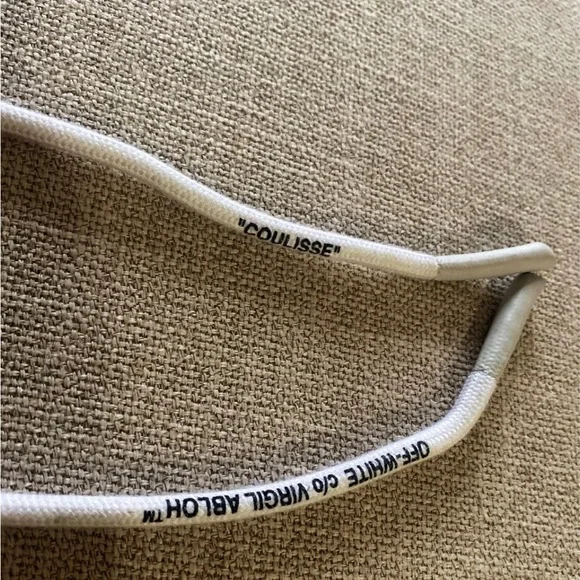 "COULISSE"
OFF-WHITE c/o VIRGIL ABLOH™